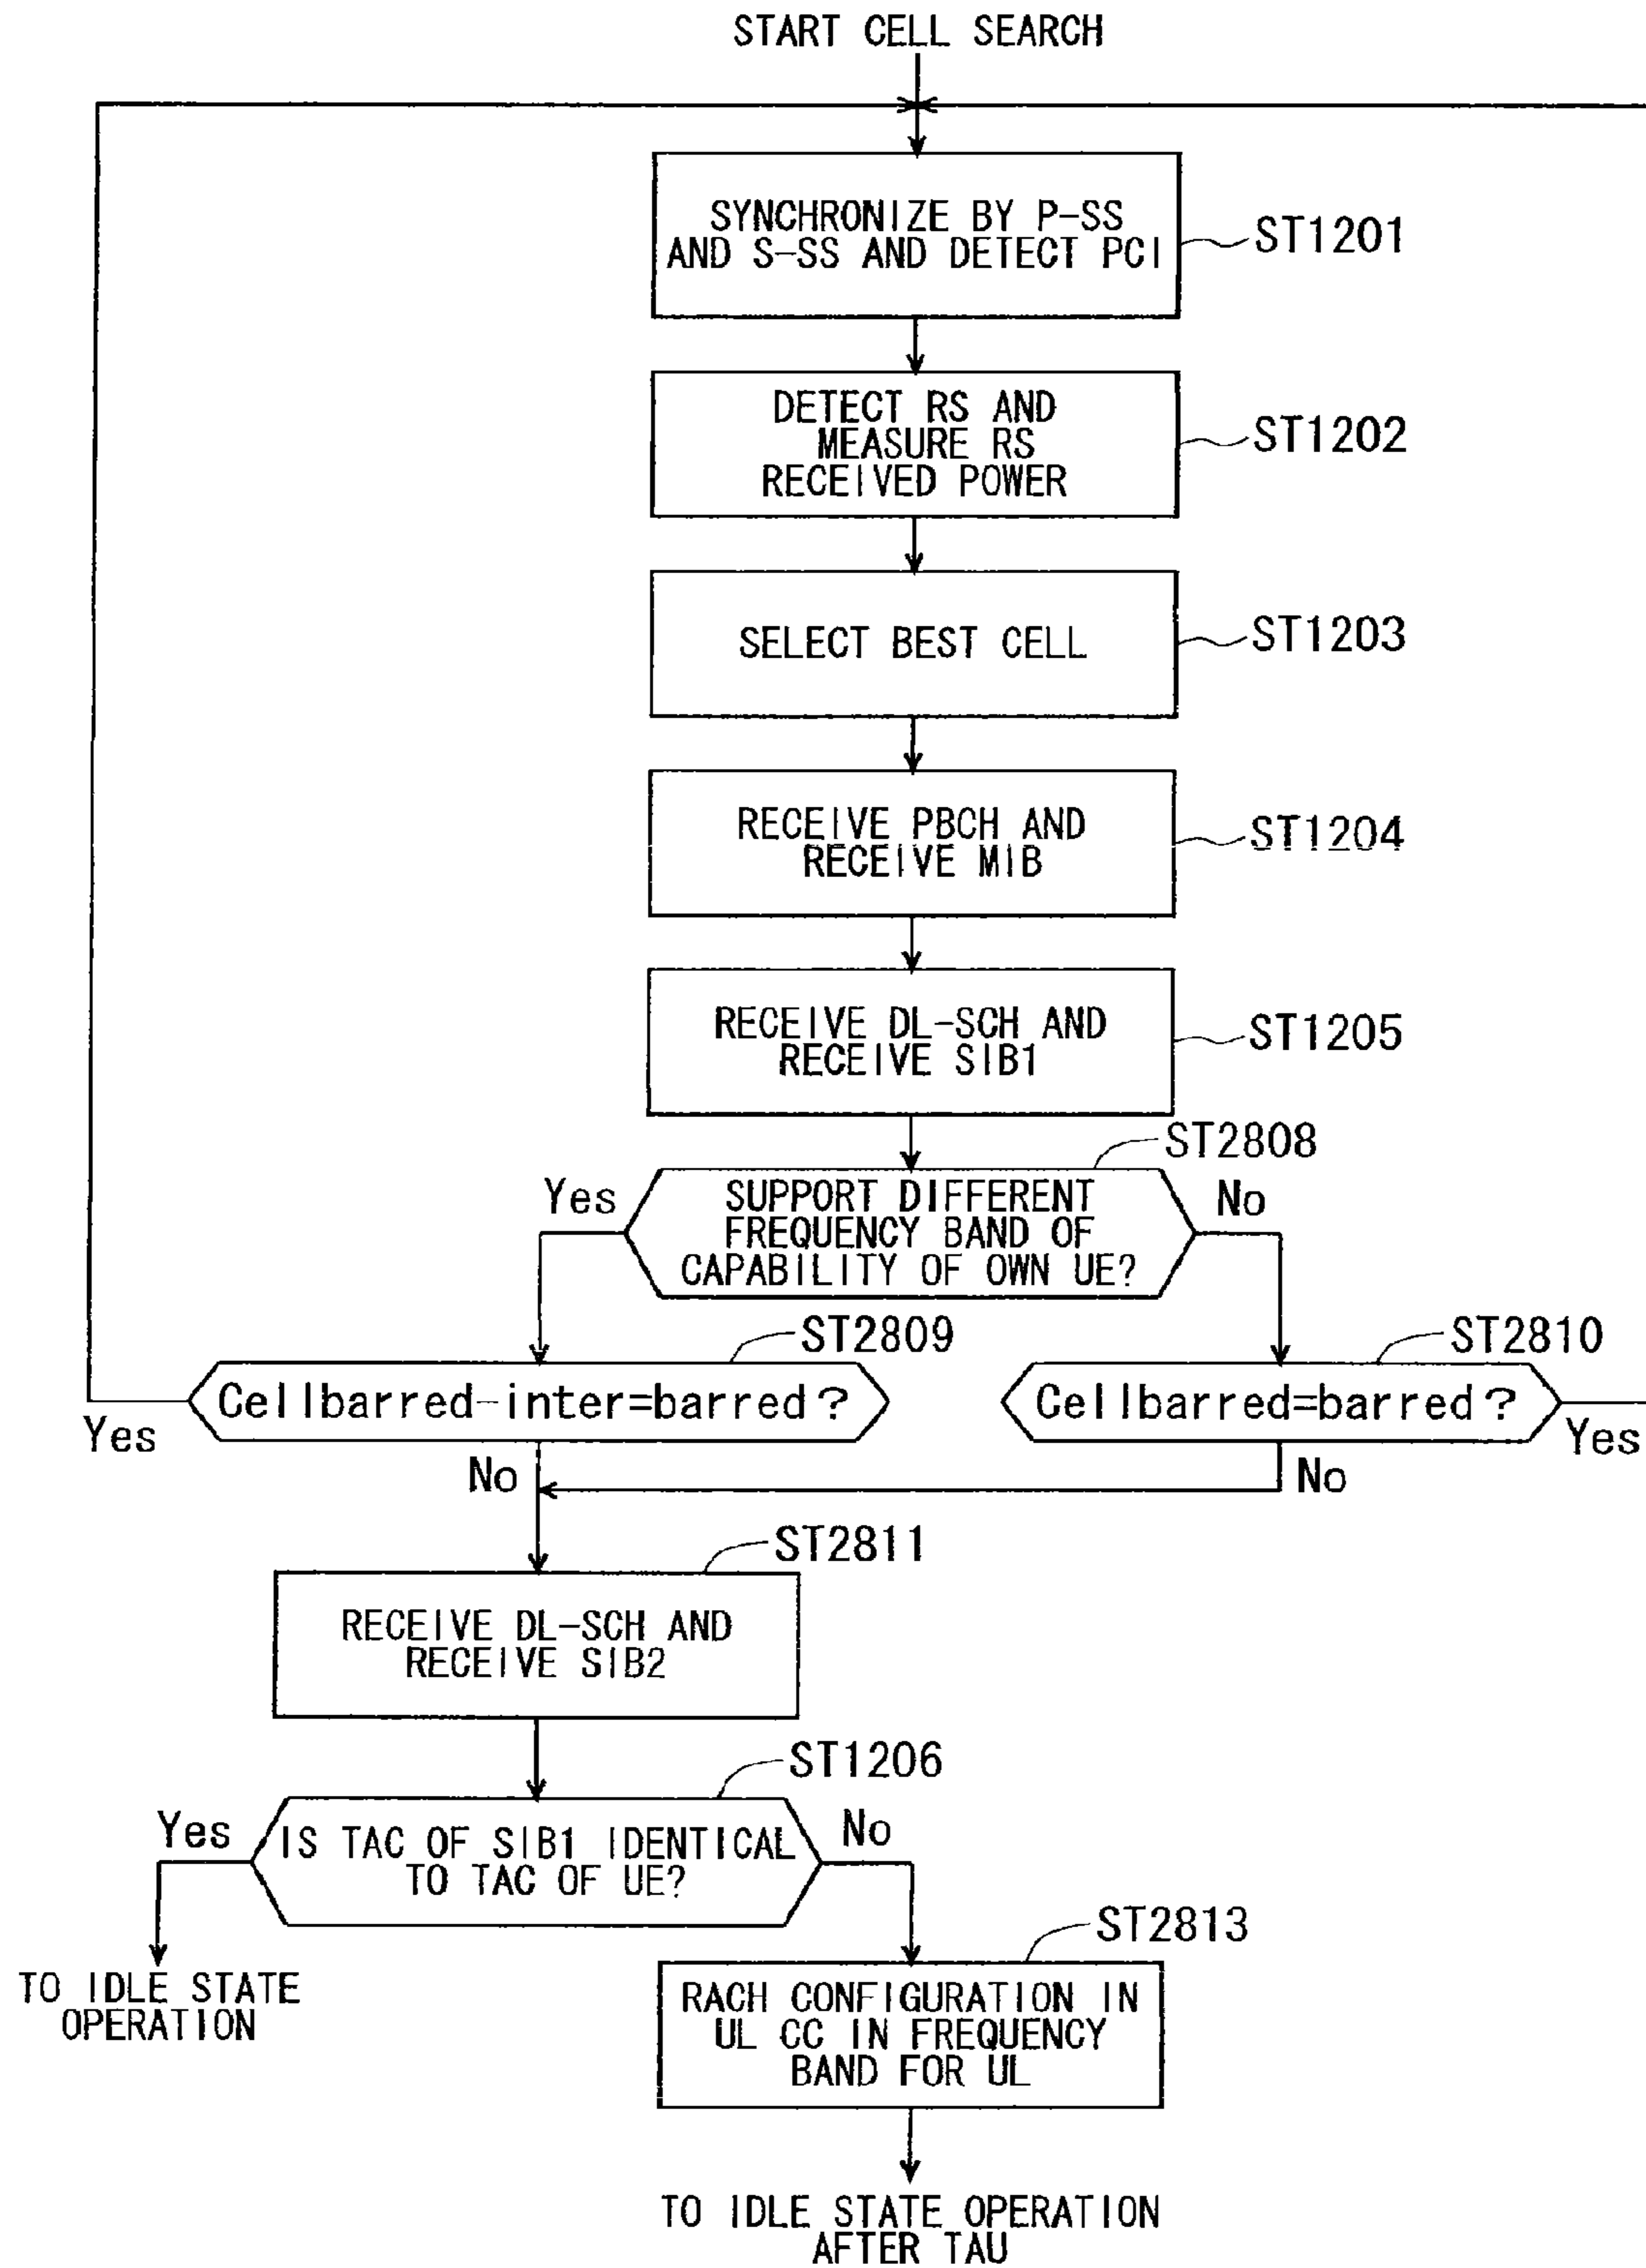 START CELL SEARCH
SYNCHRONIZE BY P-SS
AND S-SS AND DETECT PCI
ST1201
DETECT RS AND
MEASURE RS
RECEIVED POWER
ST1202
SELECT BEST CELL
ST1203
RECEIVE PBCH AND
RECEIVE MIB
ST1204
RECEIVE DL-SCH AND
RECEIVE SIB1
ST1205
ST2808
Yes
SUPPORT DIFFERENT
FREQUENCY BAND OF
CAPABILITY OF OWN UE?
No
ST2809
ST2810
Cellbarred-inter=barred?
Cellbarred=barred?
Yes
Yes
No
No
ST2811
RECEIVE DL-SCH AND
RECEIVE SIB2
ST1206
Yes
IS TAC OF SIB1 IDENTICAL
TO TAC OF UE?
No
ST2813
TO IDLE STATE
OPERATION
RACH CONFIGURATION IN
UL CC IN FREQUENCY
BAND FOR UL
TO IDLE STATE OPERATION
AFTER TAU